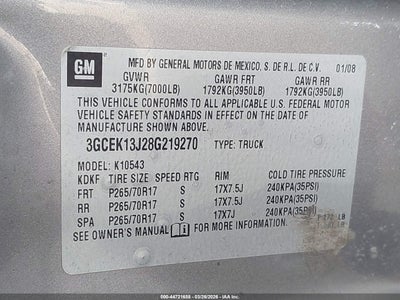 GM
MFD BY GENERAL MOTORS DE MEXICO, S. DE R.L. DE C.V. 01/08
GVWR GAWR FRT GAWR RR
3175KG(7000LB) 1792KG(3950LB) 1792KG(3950LB)
THIS VEHICLE CONFORMS TO ALL APPLICABLE U.S. FEDERAL MOTOR
VEHICLE SAFETY STANDARDS IN EFFECT ON THE DATE OF
MANUFACTURE SHOWN ABOVE.
3GCEK13J28G219270 TYPE: TRUCK
MODEL: K10543
KDKF TIRE SIZE SPEED RTG RIM COLD TIRE PRESSURE
FRT P265/70R17 S 17X7.5J 240KPA(35PSI)
RR P265/70R17 S 17X7.5J 240KPA(35PSI)
SPA P265/70R17 S 17X7J 240KPA(35PSI)
SEE OWNER'S MANUAL FOR ADDITIONAL INFORMATION.
600-44721688 | 03/28/2026 - IAA Inc.